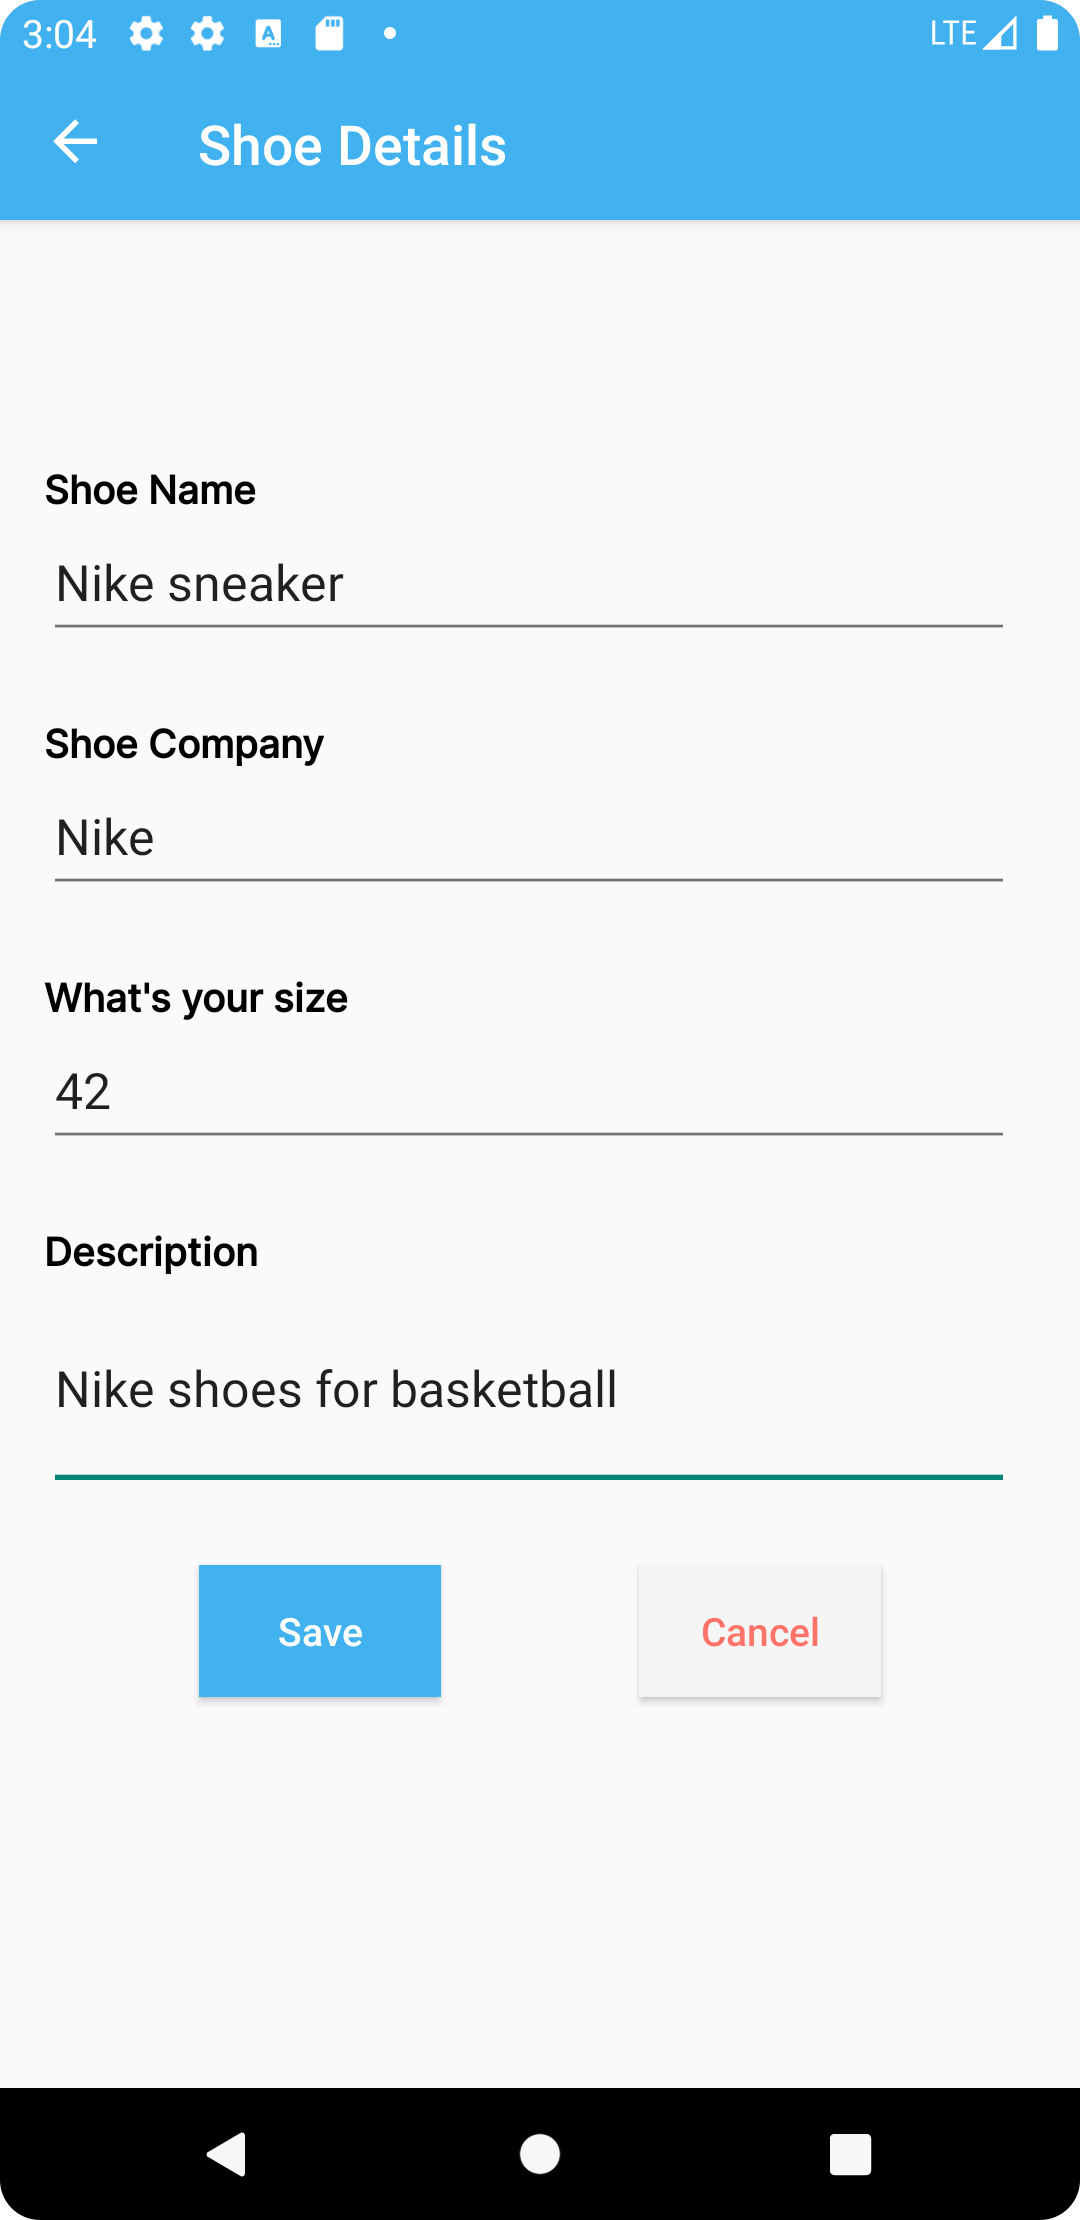 3:04
LTE
Shoe Details
Shoe Name
Nike sneaker
Shoe Company
Nike
What's your size
42
Description
Nike shoes for basketball
Save
Cancel